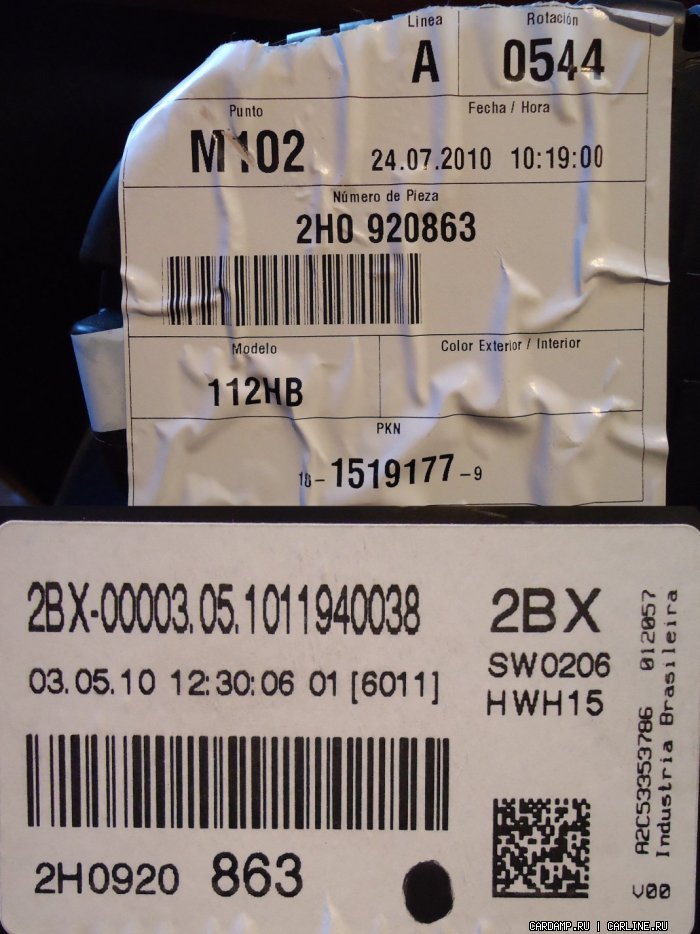 Linea Rotación
A 0544
Punto Fecha / Hora
M102 24.07.2010 10:19:00
Número de Pieza
2H0 920863
Modelo Color Exterior / Interior
112HB
PKN
18-1519177-9
2BX-00003.05.1011940038
03.05.10 12:30:06 01 [6011]
2H0920 863
2BX
SW0206
HWH15
V00 A2C53353786 012057
Industria Brasileira
CARDAMP.RU | CARLINE.RU